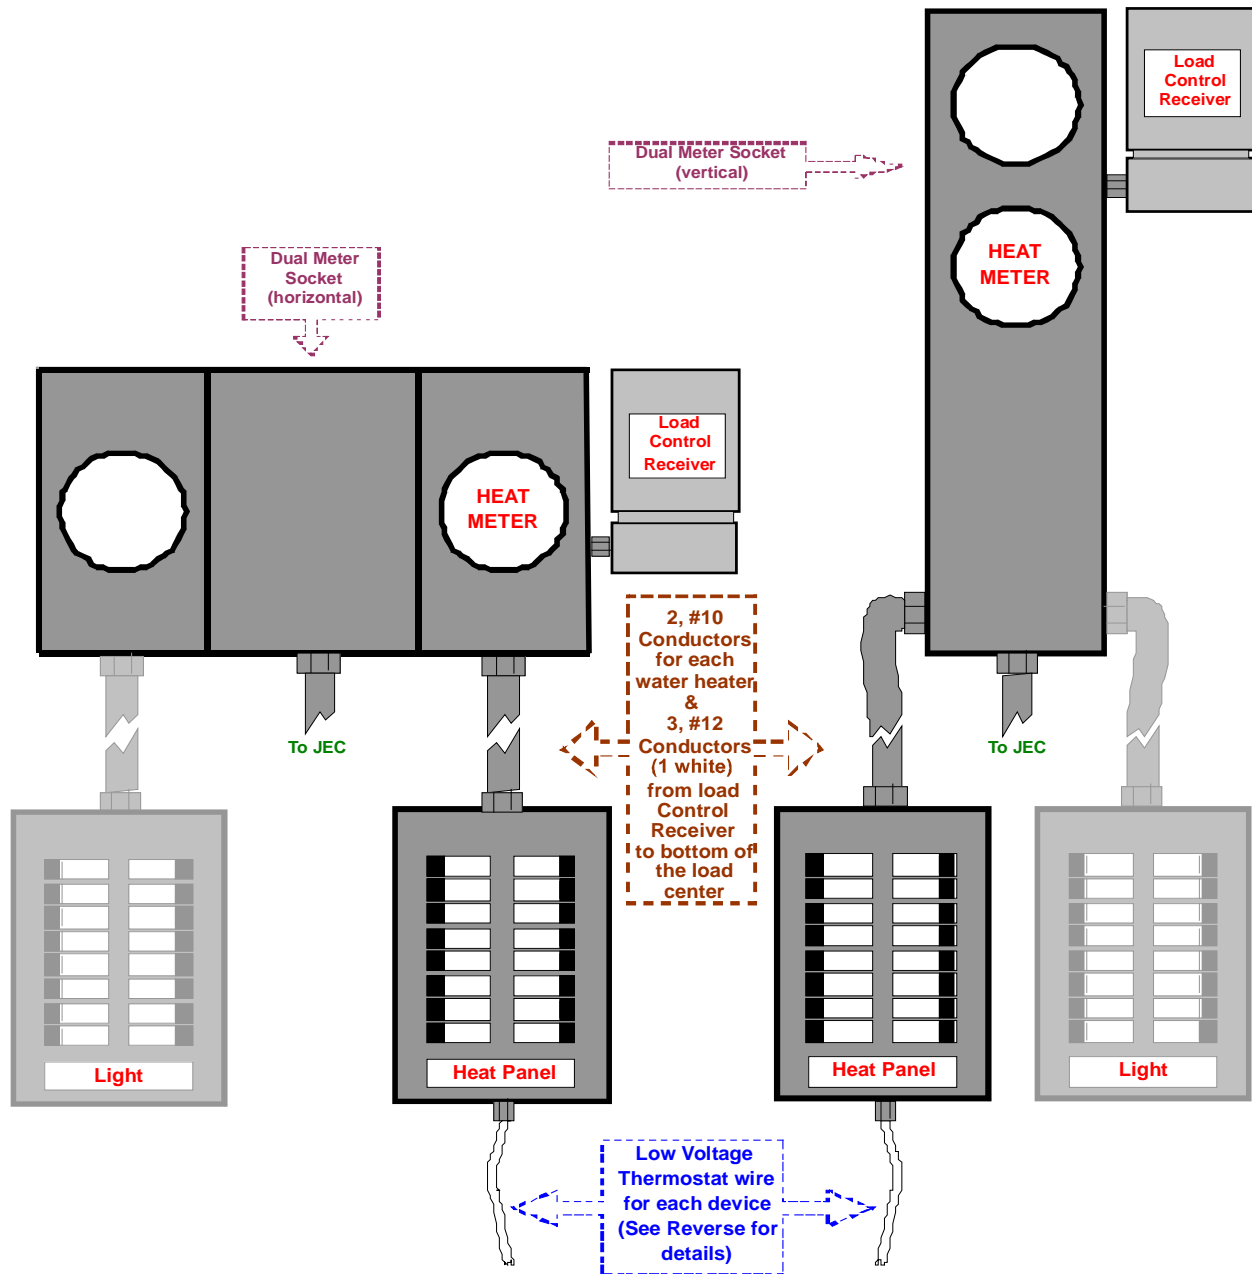 Load
Control
Receiver
Dual Meter Socket
(vertical)
HEAT
METER
Dual Meter
Socket
(horizontal)
Load
Control
Receiver
HEAT
METER
2, #10
Conductors
for each
water heater
&
3, #12
Conductors
(1 white)
from load
Control
Receiver
to bottom of
the load
center
To JEC
To JEC
Light
Heat Panel
Heat Panel
Light
Low Voltage
Thermostat wire
for each device
(See Reverse for
details)